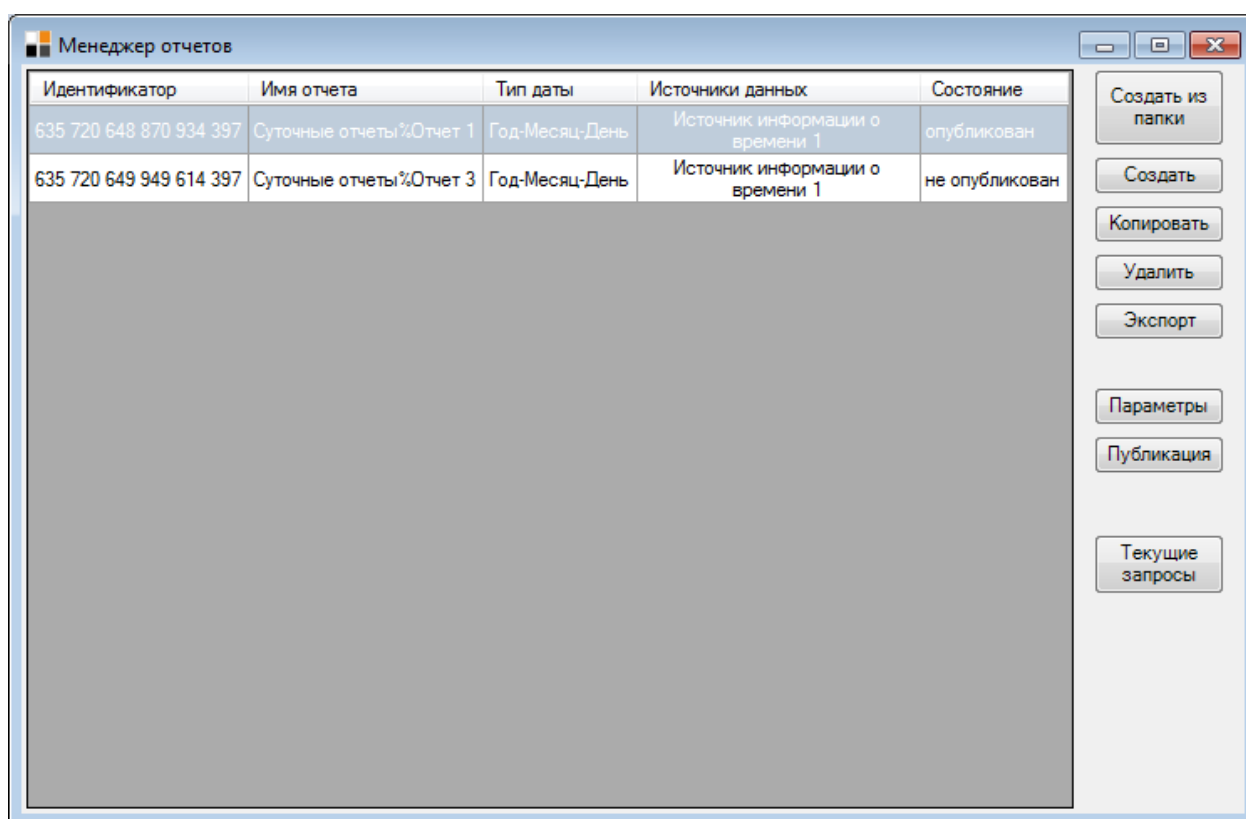 Менеджер отчетов
Идентификатор Имя отчета Тип даты Источники данных Состояние
635 720 648 870 934 397 Суточные отчеты%Отчет 1 Год-Месяц-День Источник информации о времени 1 опубликован
635 720 649 949 614 397 Суточные отчеты%Отчет 3 Год-Месяц-День Источник информации о времени 1 не опубликован
Создать из
папки
Создать
Копировать
Удалить
Экспорт
Параметры
Публикация
Текущие
запросы